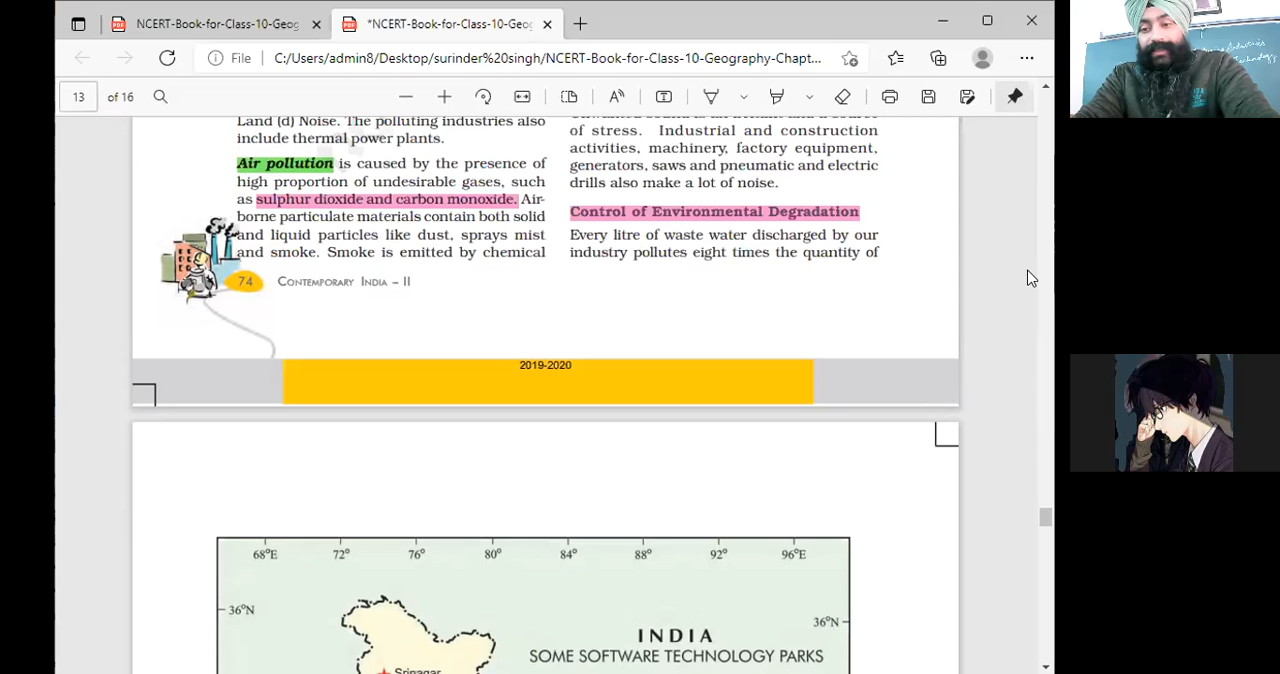 NCERT-Book-for-Class-10-Geog
*NCERT-Book-for-Class-10-Geog
File C:/Users/admin8/Desktop/surinder%20singh/NCERT-Book-for-Class-10-Geography-Chapt...
13 of 16
Land (d) Noise. The polluting industries also
include thermal power plants.
Air pollution is caused by the presence of
high proportion of undesirable gases, such
as sulphur dioxide and carbon monoxide. Air-
borne particulate materials contain both solid
and liquid particles like dust, sprays mist
and smoke. Smoke is emitted by chemical
74 CONTEMPORARY INDIA – II
of stress. Industrial and construction
activities, machinery, factory equipment,
generators, saws and pneumatic and electric
drills also make a lot of noise.
Control of Environmental Degradation
Every litre of waste water discharged by our
industry pollutes eight times the quantity of
2019-2020
68°E 72° 76° 80° 84° 88° 92° 96°E
36°N 36°N
INDIA
SOME SOFTWARE TECHNOLOGY PARKS
Srinagar